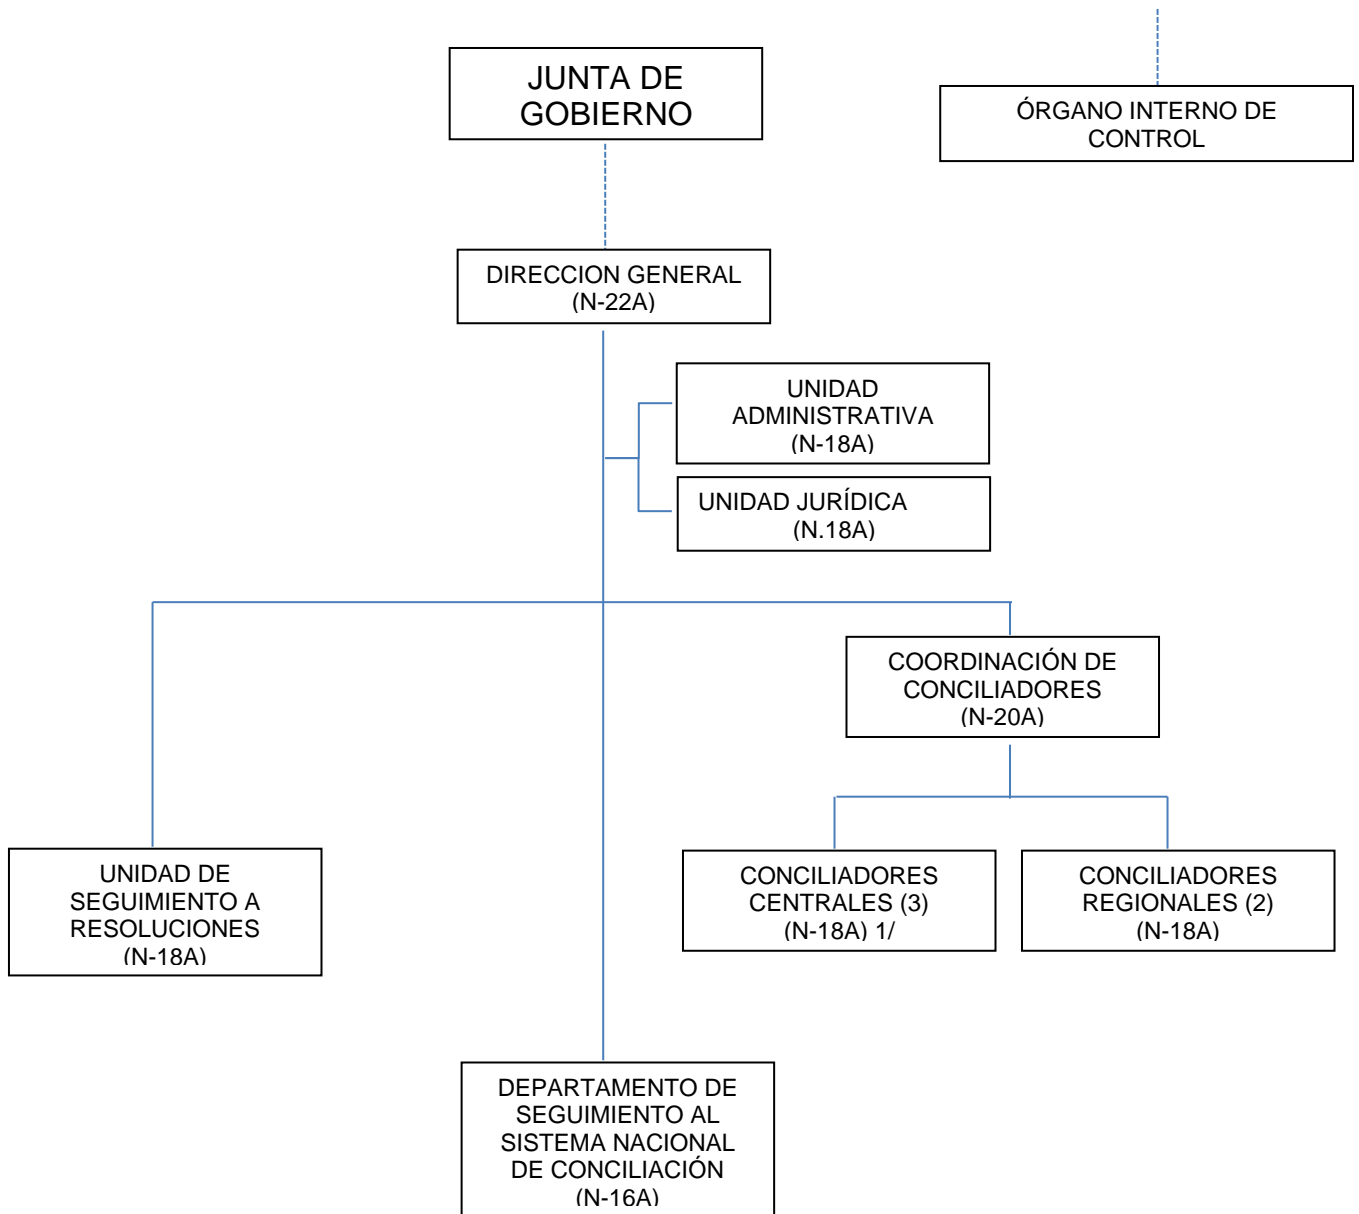 JUNTA DE
GOBIERNO
ÓRGANO INTERNO DE
CONTROL
DIRECCION GENERAL
(N-22A)
UNIDAD
ADMINISTRATIVA
(N-18A)
UNIDAD JURÍDICA
(N.18A)
COORDINACIÓN DE
CONCILIADORES
(N-20A)
UNIDAD DE
SEGUIMIENTO A
RESOLUCIONES
(N-18A)
CONCILIADORES
CENTRALES (3)
(N-18A) 1/
CONCILIADORES
REGIONALES (2)
(N-18A)
DEPARTAMENTO DE
SEGUIMIENTO AL
SISTEMA NACIONAL
DE CONCILIACIÓN
(N-16A)